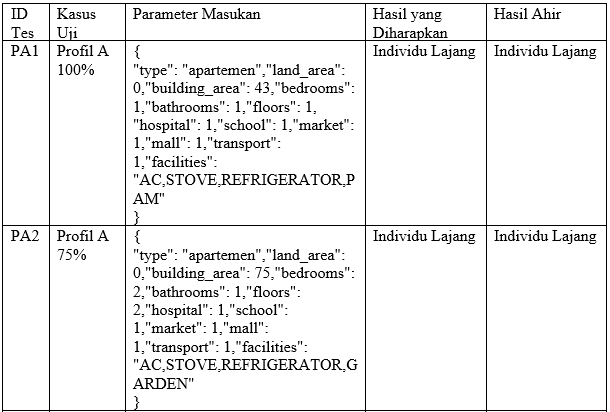 ID Tes
Kasus Uji
Parameter Masukan
Hasil yang Diharapkan
Hasil Ahir
PA1
Profil A
100%
{
"type": "apartemen","land_area":
0,"building_area": 43,"bedrooms":
1,"bathrooms": 1,"floors": 1,
"hospital": 1,"school": 1,"market":
1,"mall": 1,"transport":
1,"facilities":
"AC,STOVE,REFRIGERATOR,P
AM"
}
Individu Lajang
Individu Lajang
PA2
Profil A
75%
{
"type": "apartemen","land_area":
0,"building_area": 75,"bedrooms":
2,"bathrooms": 1,"floors":
2,"hospital": 1,"school":
1,"market": 1,"mall":
1,"transport": 1,"facilities":
"AC,STOVE,REFRIGERATOR,G
ARDEN"
}
Individu Lajang
Individu Lajang